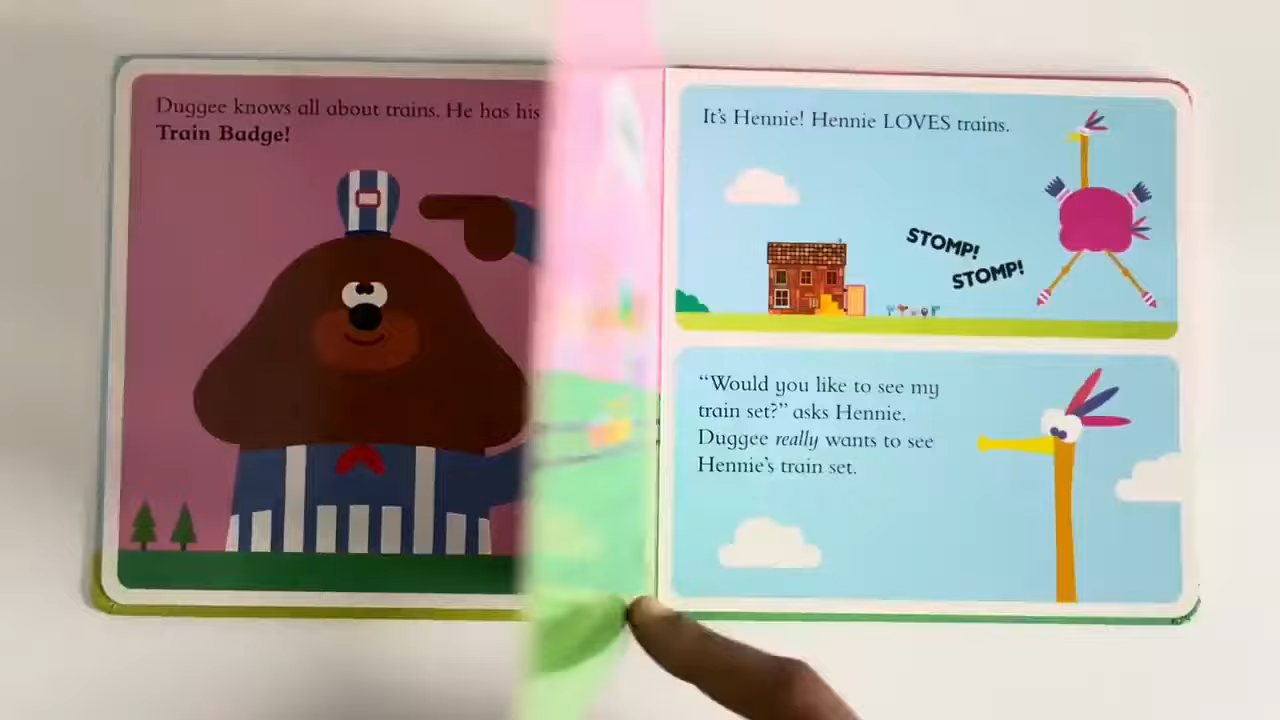 Duggee knows all about trains. He has his
Train Badge!
It's Hennie! Hennie LOVES trains.
STOMP!
STOMP!
“Would you like to see my
train set?” asks Hennie.
Duggee really wants to see
Hennie's train set.